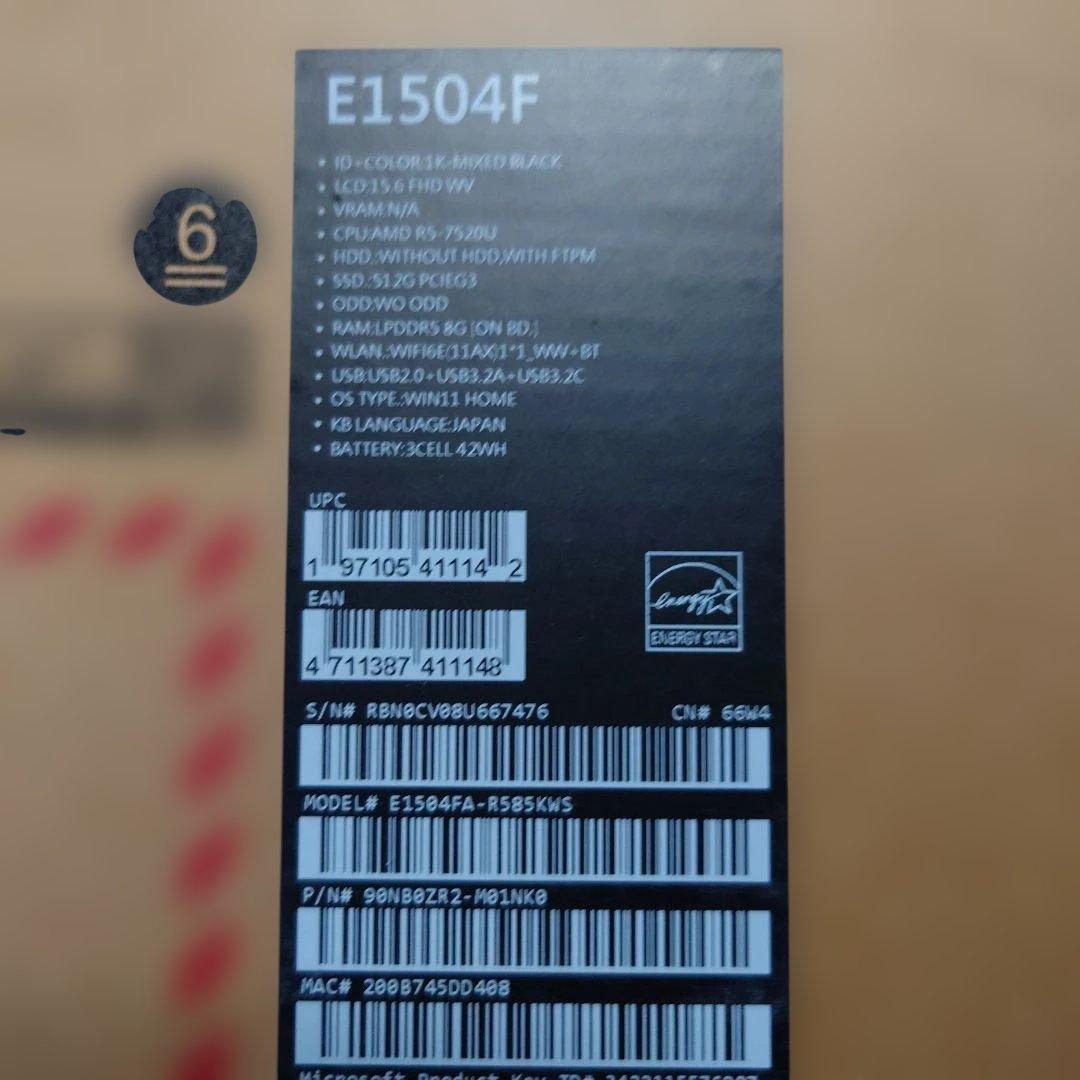 E1504F
• ID+COLOR:1K-MIXED BLACK
• LCD:15.6 FHD WV
• VRAM:N/A
• CPU:AMD R5-7520U
• HDD.:WITHOUT HDD,WITH FTPM
• SSD.:512G PCIEG3
• ODD:WO ODD
• RAM:LPDDR5 8G [ON BD.]
• WLAN.:WIFI6E(11AX)1*1_WW+BT
• USB:USB2.0+USB3.2A+USB3.2C
• OS TYPE.:WIN11 HOME
• KB LANGUAGE:JAPAN
• BATTERY:3CELL 42WH
6
UPC
1 97105 41114 2
EAN
4 711387 411148
energy
ENERGY STAR
S/N# RBN0CV08U667476 CN# 66W4
MODEL# E1504FA-R585KWS
P/N# 90NB0ZR2-M01NK0
MAC# 200B745DD408
Microsoft Product Key ID#